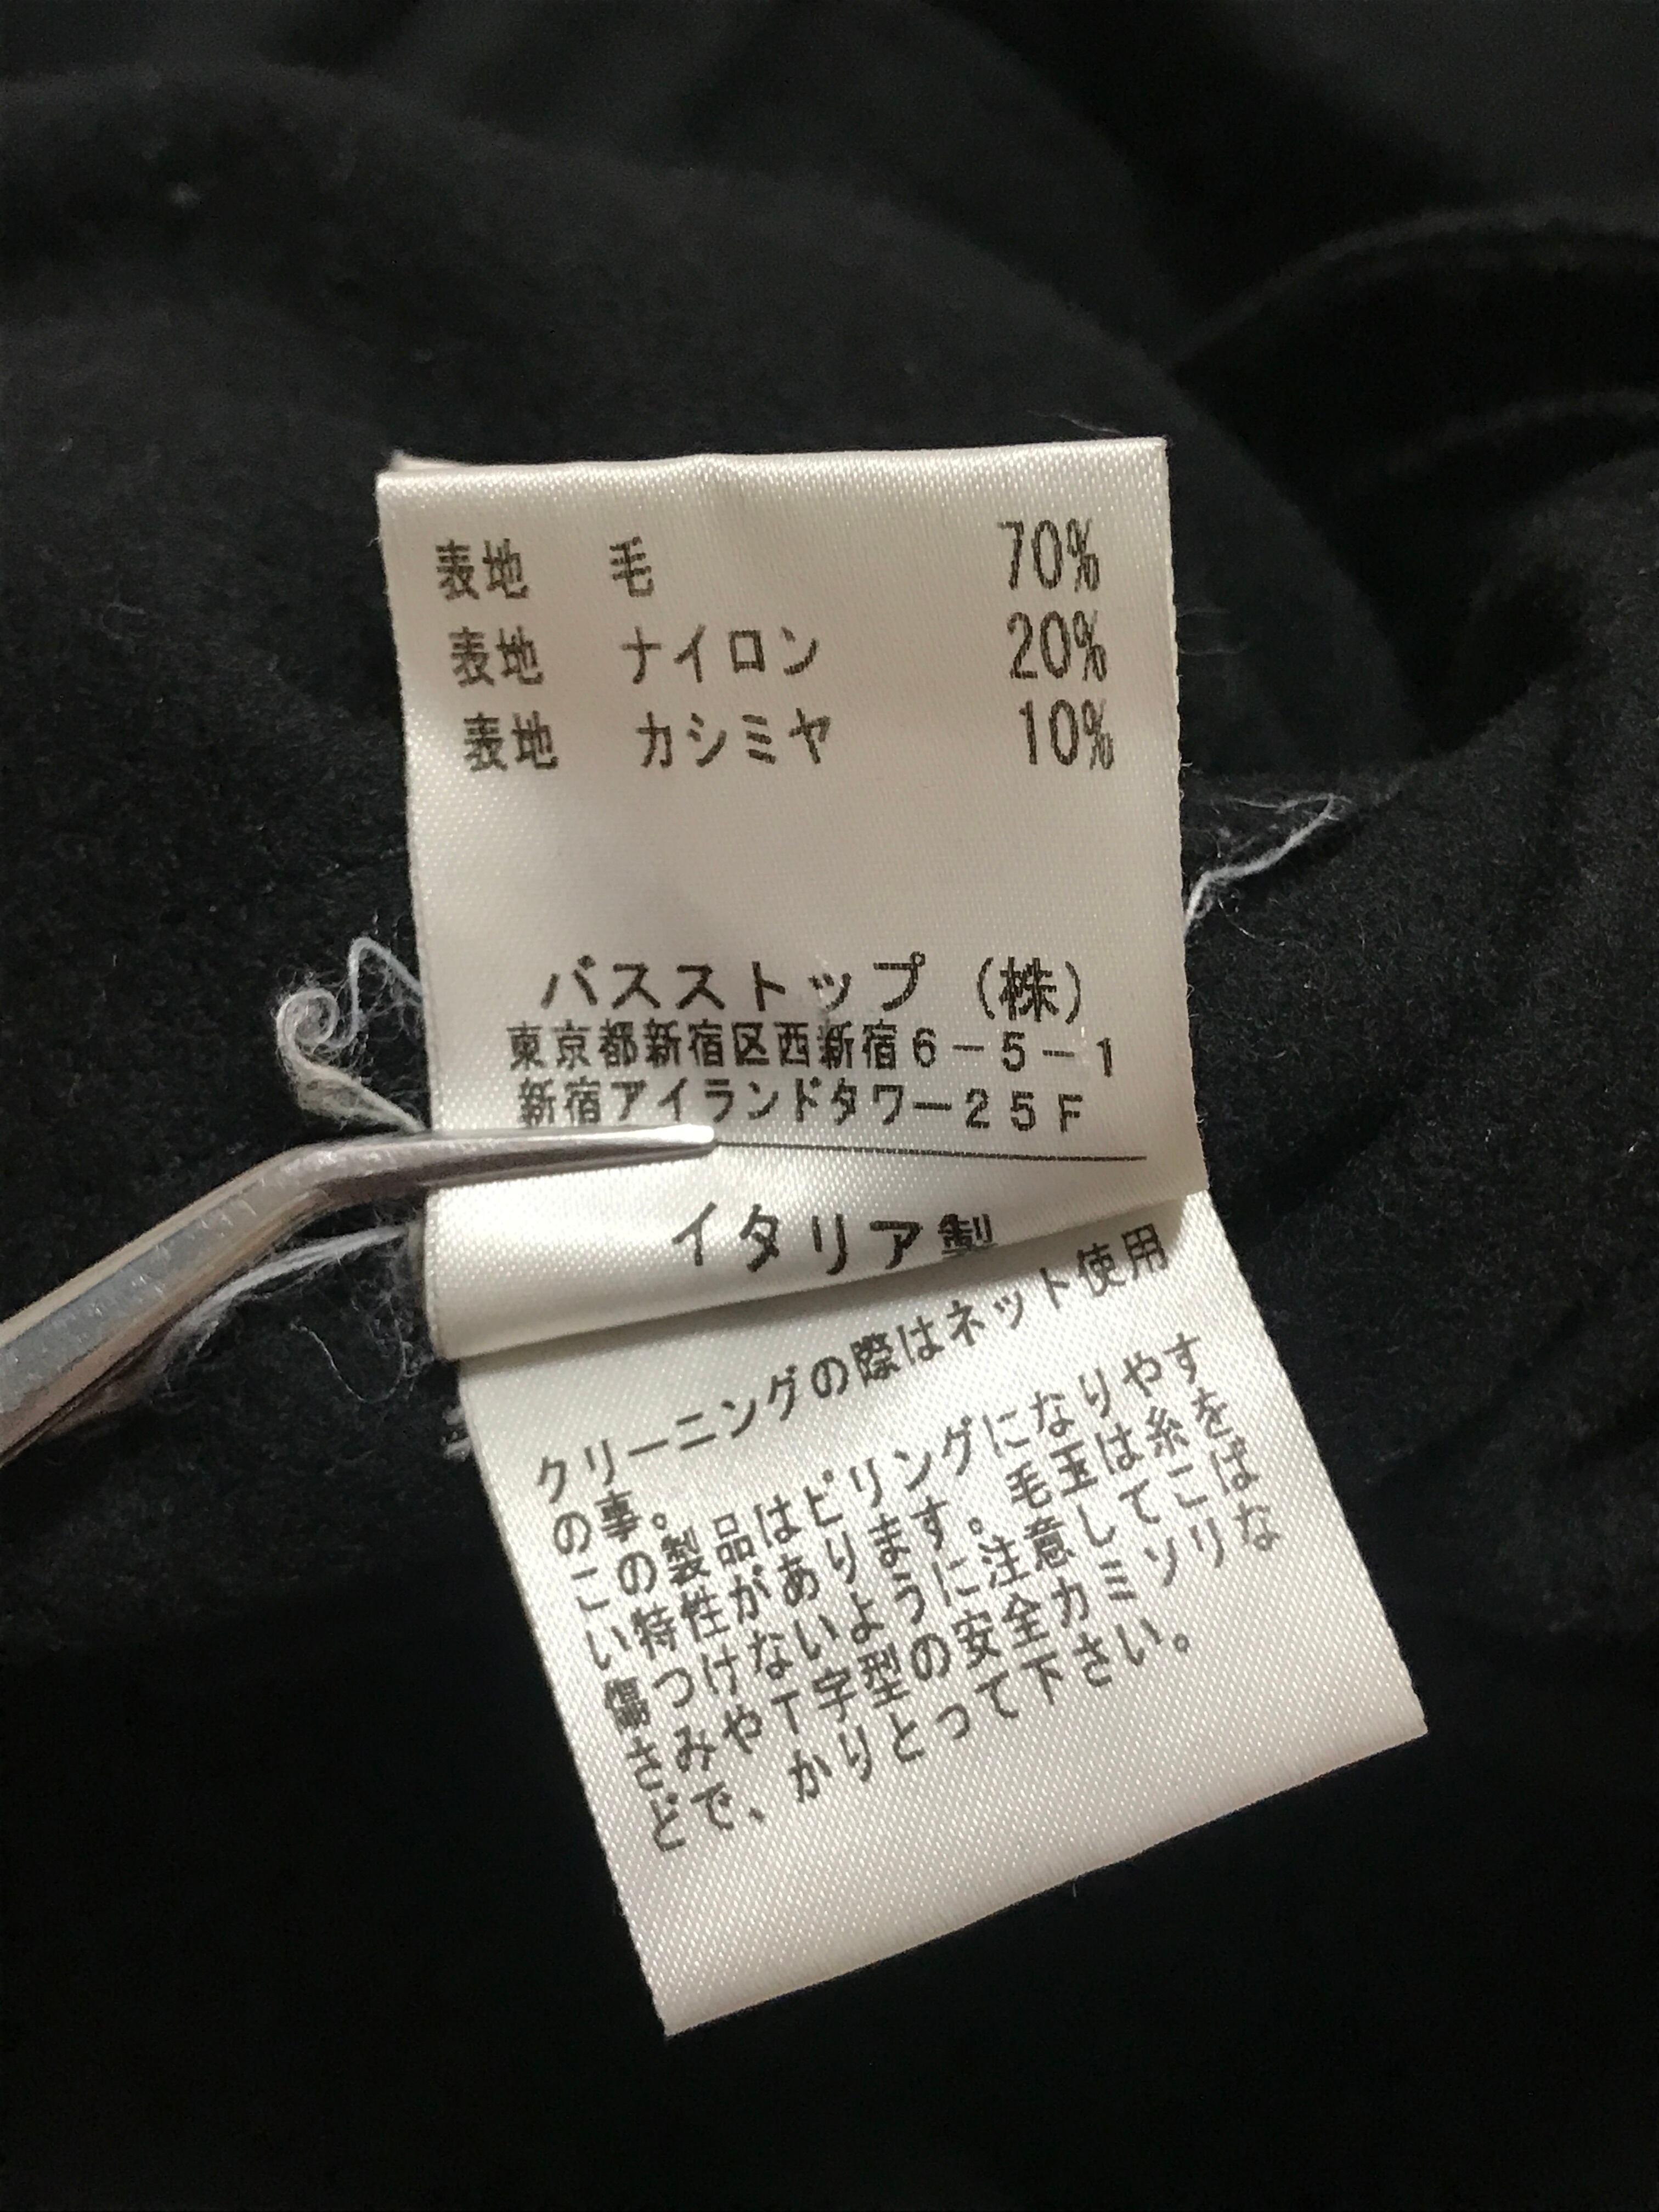 表地 毛 70%
表地 ナイロン 20%
表地 カシミヤ 10%
バスストップ（株）
東京都新宿区西新宿６－５－１
新宿アイランドタワー２５Ｆ
イタリア製
クリーニングの際はネット使用
の事。
この製品はピリングになりやす
い特性があります。毛玉は糸を
傷つけないように注意してこば
さみやＴ字型の安全カミソリな
どで、かりとって下さい。